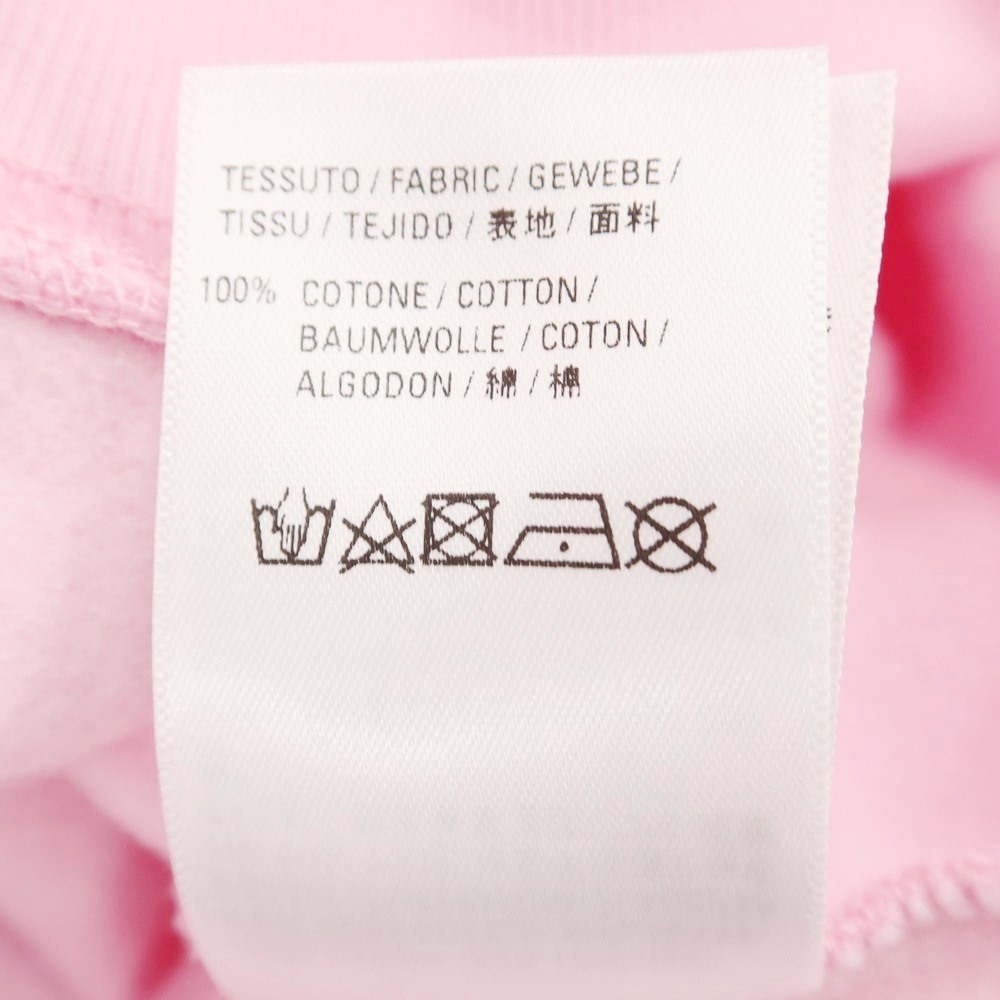 TESSUTO / FABRIC / GEWEBE /
TISSU / TEJIDO / 表地 / 面料
100% COTONE / COTTON /
BAUMWOLLE / COTON /
ALGODON / 綿 / 棉